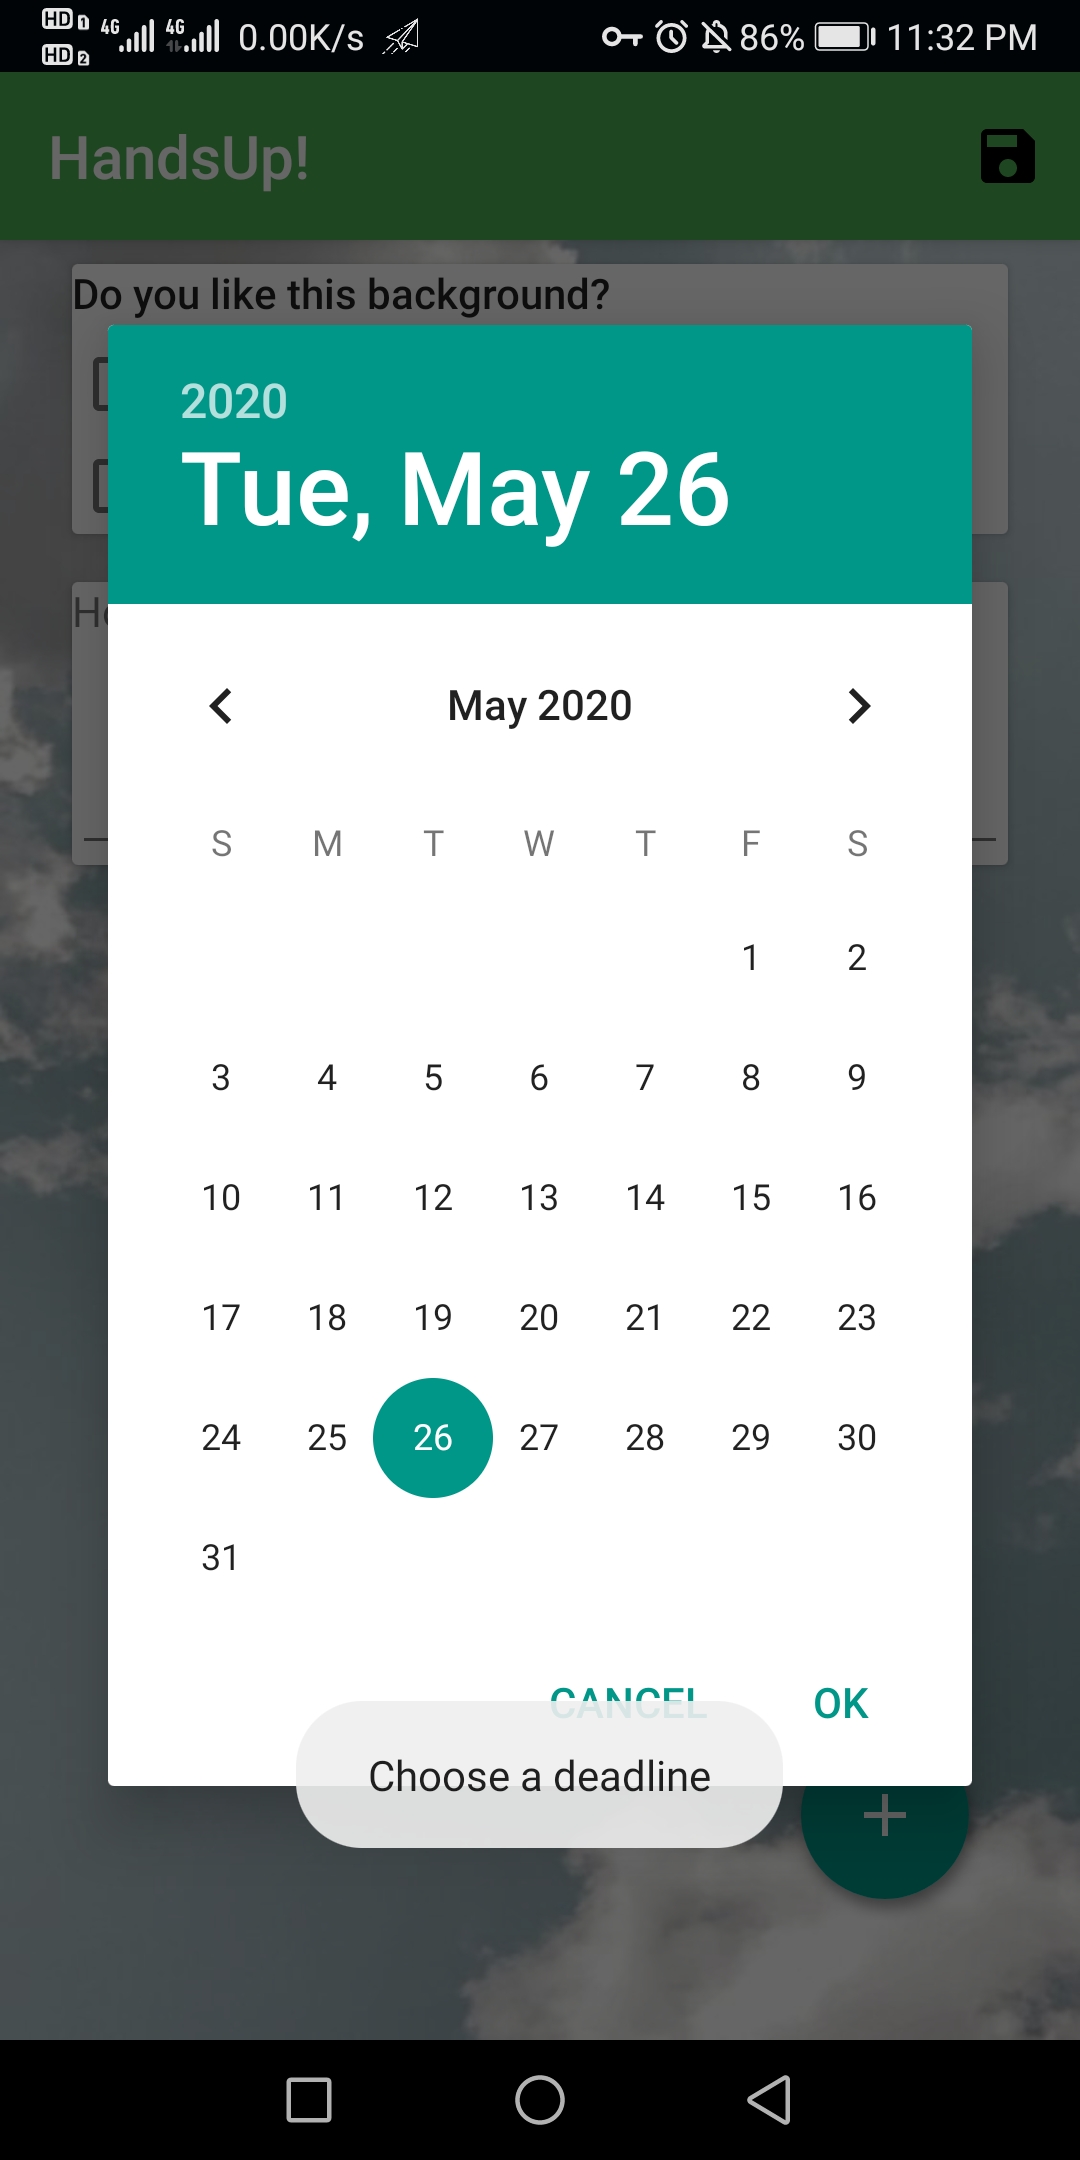 HD 1 4G 4G 0.00K/s 86% 11:32 PM
HD 2
HandsUp!
Do you like this background?
2020
Tue, May 26
May 2020
S M T W T F S
1 2
3 4 5 6 7 8 9
10 11 12 13 14 15 16
17 18 19 20 21 22 23
24 25 26 27 28 29 30
31
CANCEL OK
Choose a deadline